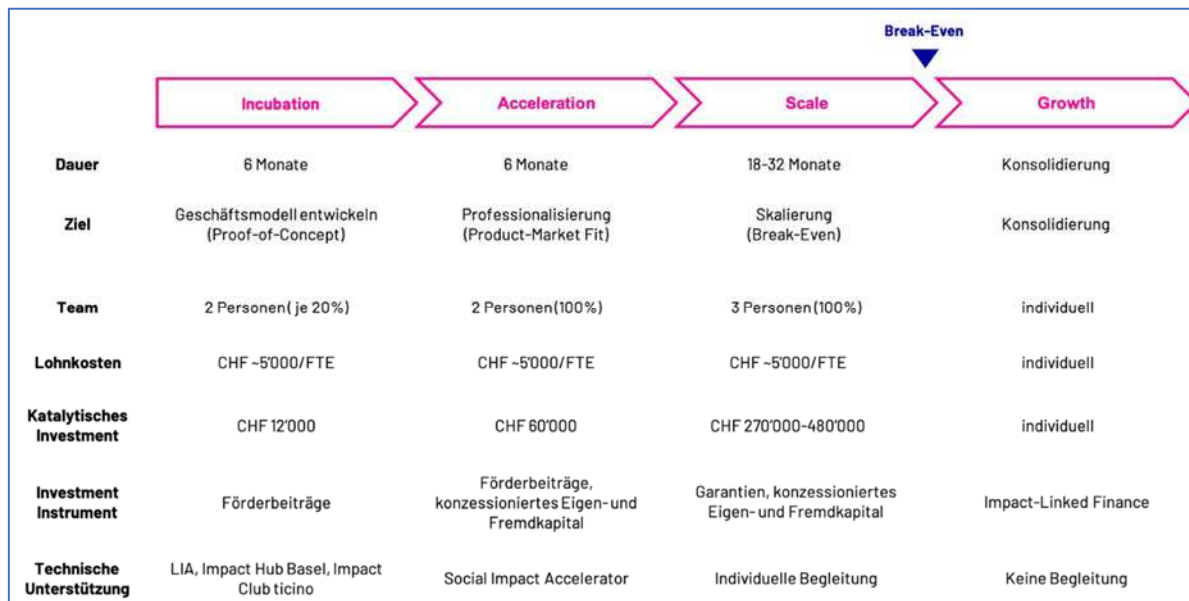 Break-Even
Incubation
Acceleration
Scale
Growth
Dauer
6 Monate
6 Monate
18-32 Monate
Konsolidierung
Ziel
Geschäftsmodell entwickeln
(Proof-of-Concept)
Professionalisierung
(Product-Market Fit)
Skalierung
(Break-Even)
Konsolidierung
Team
2 Personen( je 20%)
2 Personen(100%)
3 Personen(100%)
individuell
Lohnkosten
CHF ~5'000/FTE
CHF ~5'000/FTE
CHF ~5'000/FTE
individuell
Katalytisches
Investment
CHF 12'000
CHF 60'000
CHF 270'000-480'000
individuell
Investment
Instrument
Förderbeiträge
Förderbeiträge,
konzessioniertes Eigen- und
Fremdkapital
Garantien, konzessioniertes
Eigen- und Fremdkapital
Impact-Linked Finance
Technische
Unterstützung
LIA, Impact Hub Basel, Impact
Club ticino
Social Impact Accelerator
Individuelle Begleitung
Keine Begleitung